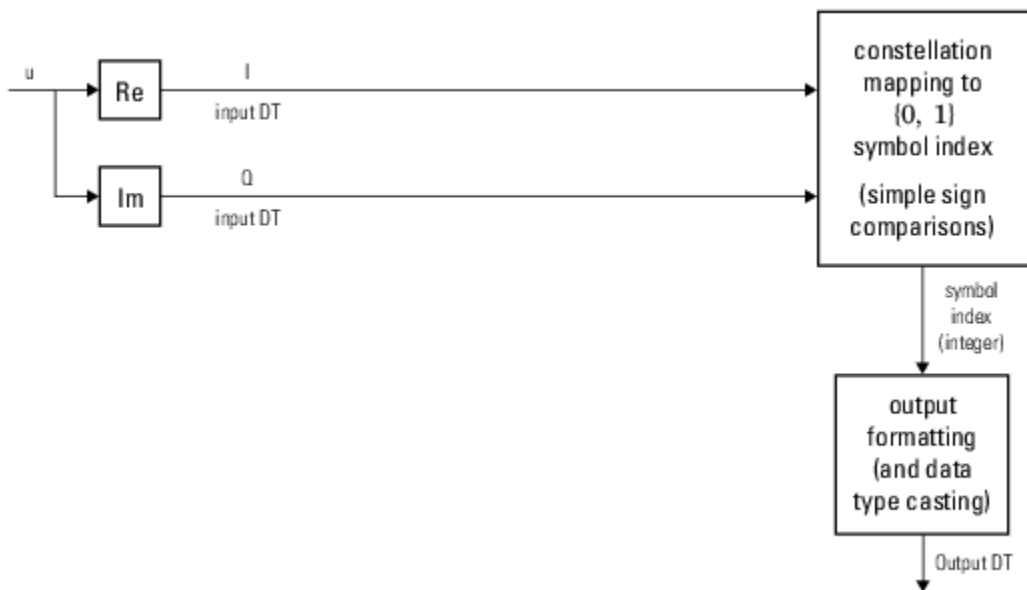 u
Re
I
input DT
Im
Q
input DT
constellation
mapping to
{0, 1}
symbol index
(simple sign
comparisons)
symbol
index
(integer)
output
formatting
(and data
type casting)
Output DT